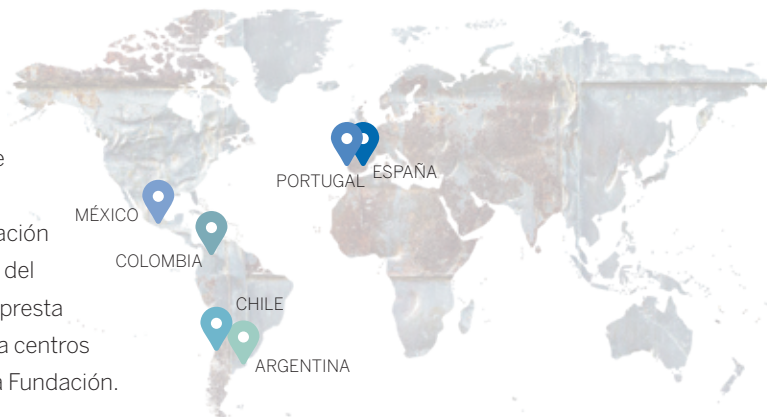 e
ación
del
presta
a centros
a Fundación.
PORTUGAL
ESPAÑA
MÉXICO
COLOMBIA
CHILE
ARGENTINA